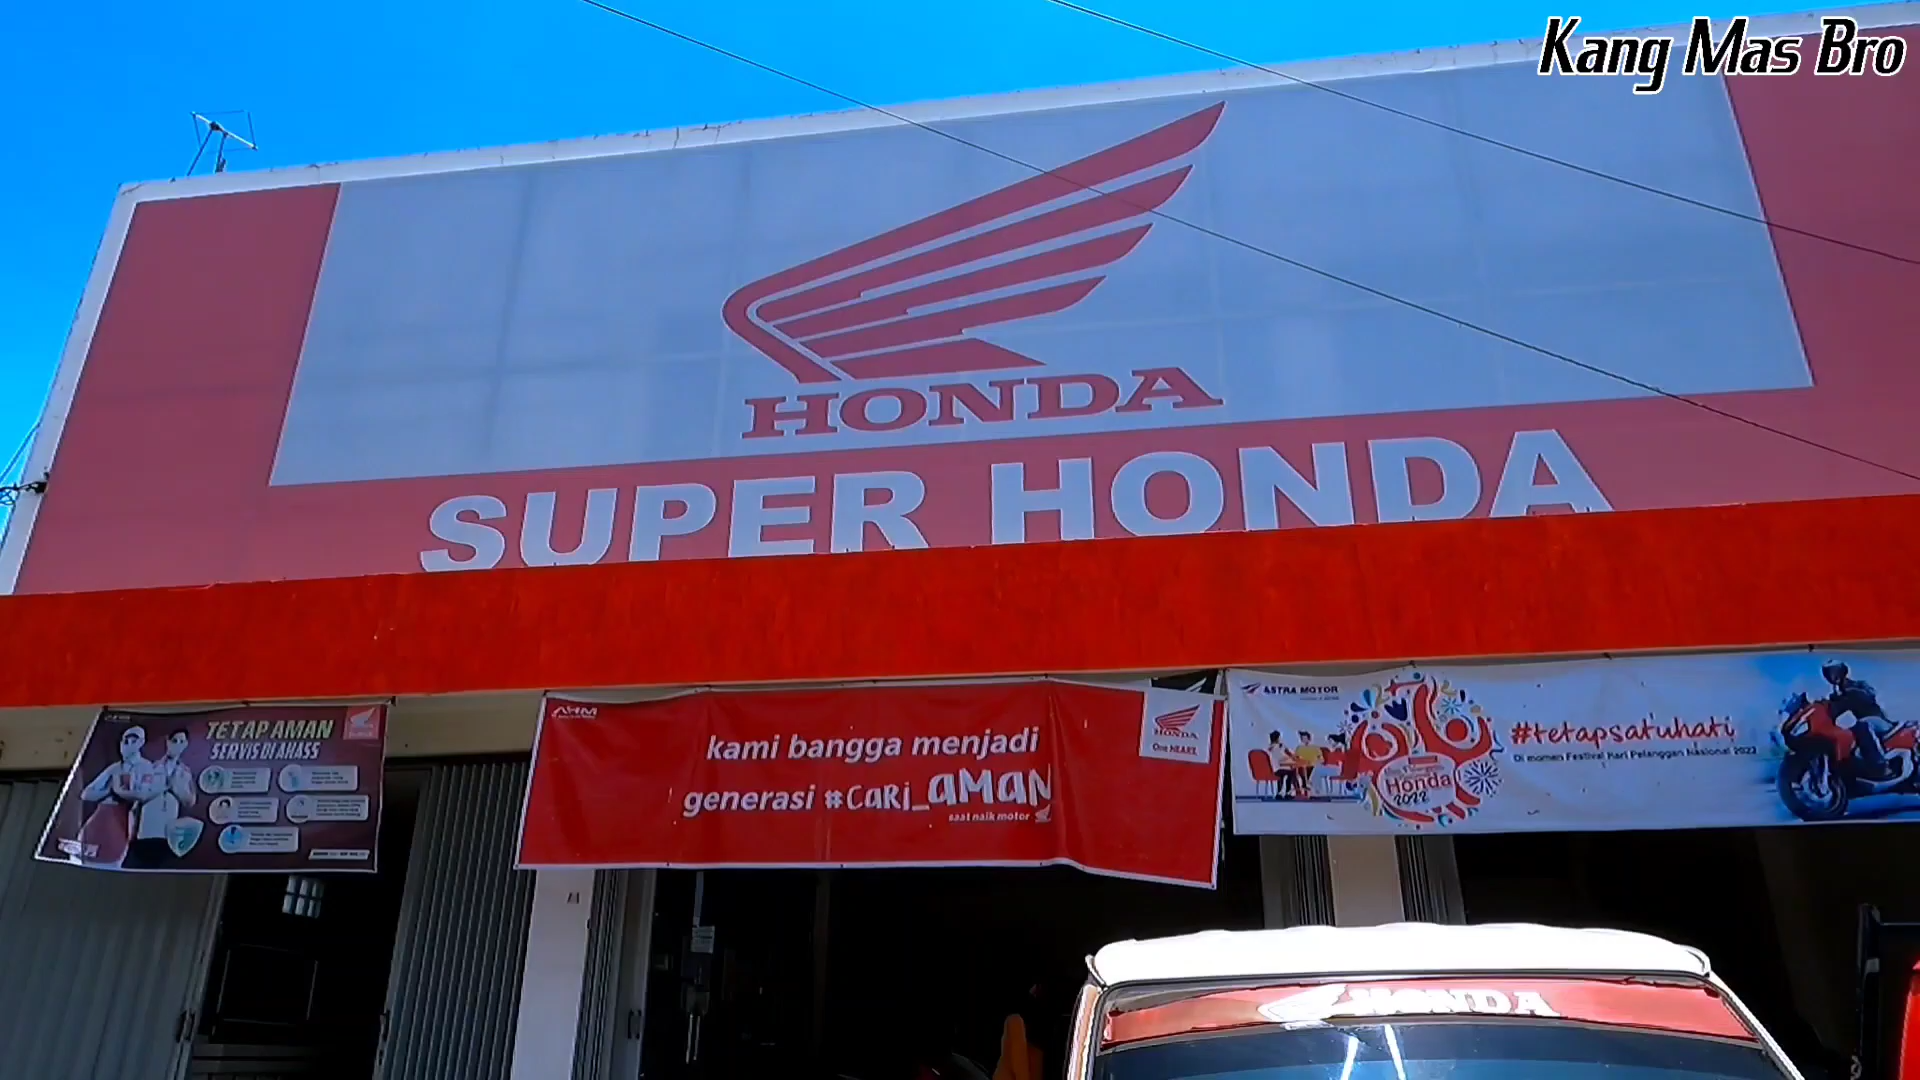 Kang Mas Bro
HONDA
SUPER HONDA
TETAP AMAN
SERVIS DI AHASS
AHM
kami bangga menjadi
generasi #CARI_AMAN
saat naik motor
HONDA
One HEART.
ASTRA MOTOR
#tetapsatuhati
Di momen Festival Hari Pelanggan Nasional 2022
Honda
2022
HONDA